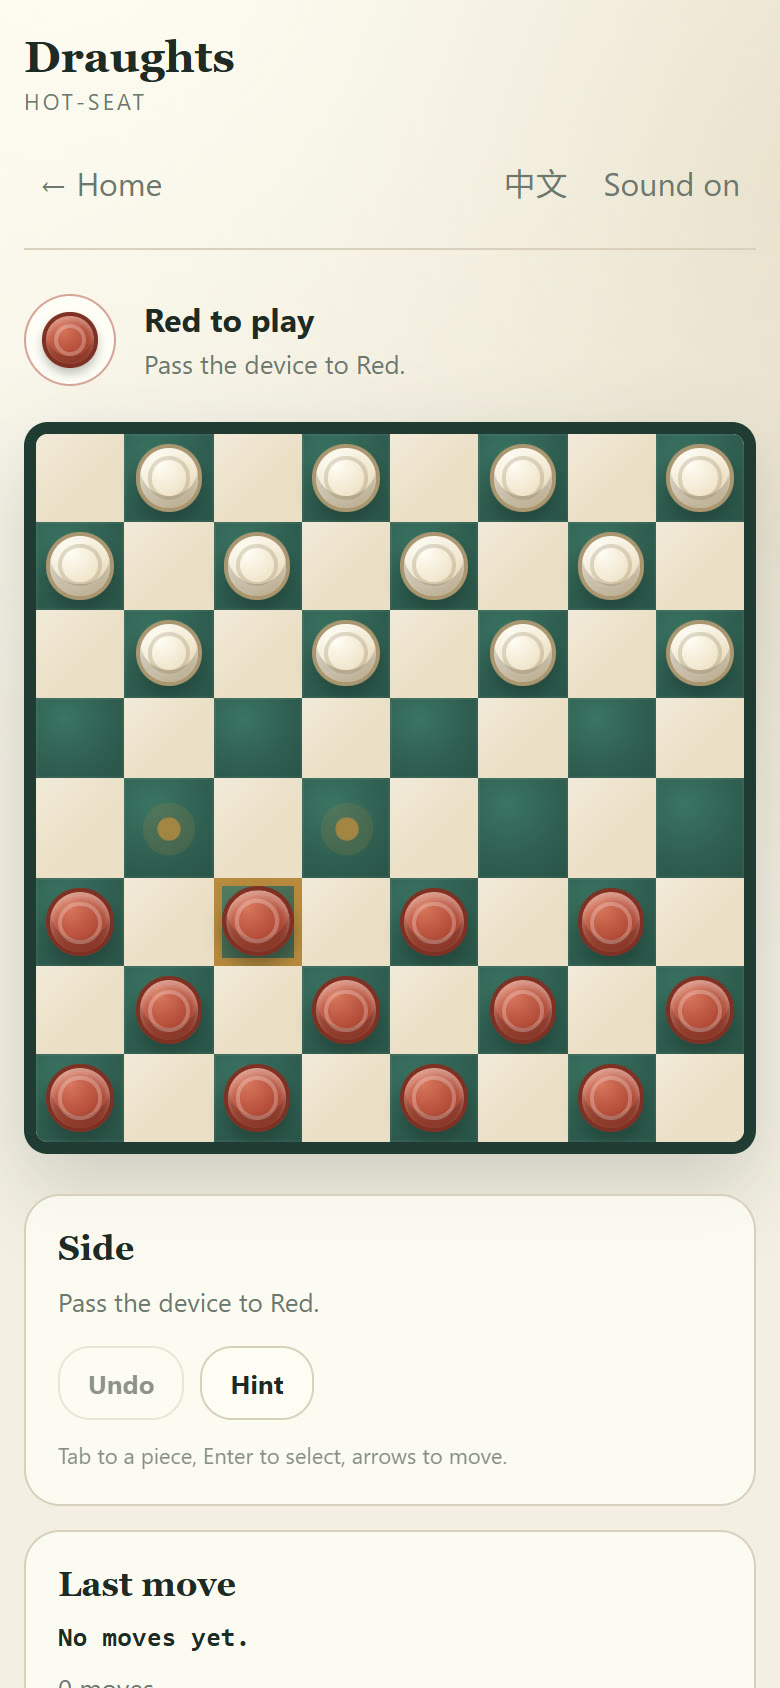 Draughts
HOT-SEAT
← Home 中文 Sound on
Red to play
Pass the device to Red.
Side
Pass the device to Red.
Undo Hint
Tab to a piece, Enter to select, arrows to move.
Last move
No moves yet.
0 moves